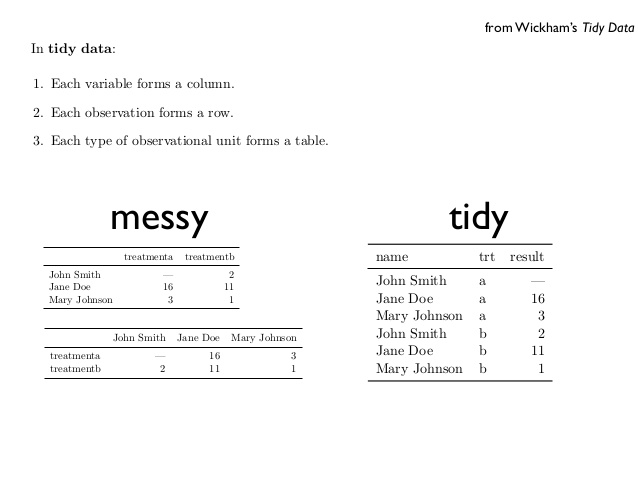 from Wickham's Tidy Data
In tidy data:
1. Each variable forms a column.
2. Each observation forms a row.
3. Each type of observational unit forms a table.
messy
treatmenta treatmentb
John Smith — 2
Jane Doe 16 11
Mary Johnson 3 1
John Smith Jane Doe Mary Johnson
treatmenta — 16 3
treatmentb 2 11 1
tidy
name trt result
John Smith a —
Jane Doe a 16
Mary Johnson a 3
John Smith b 2
Jane Doe b 11
Mary Johnson b 1